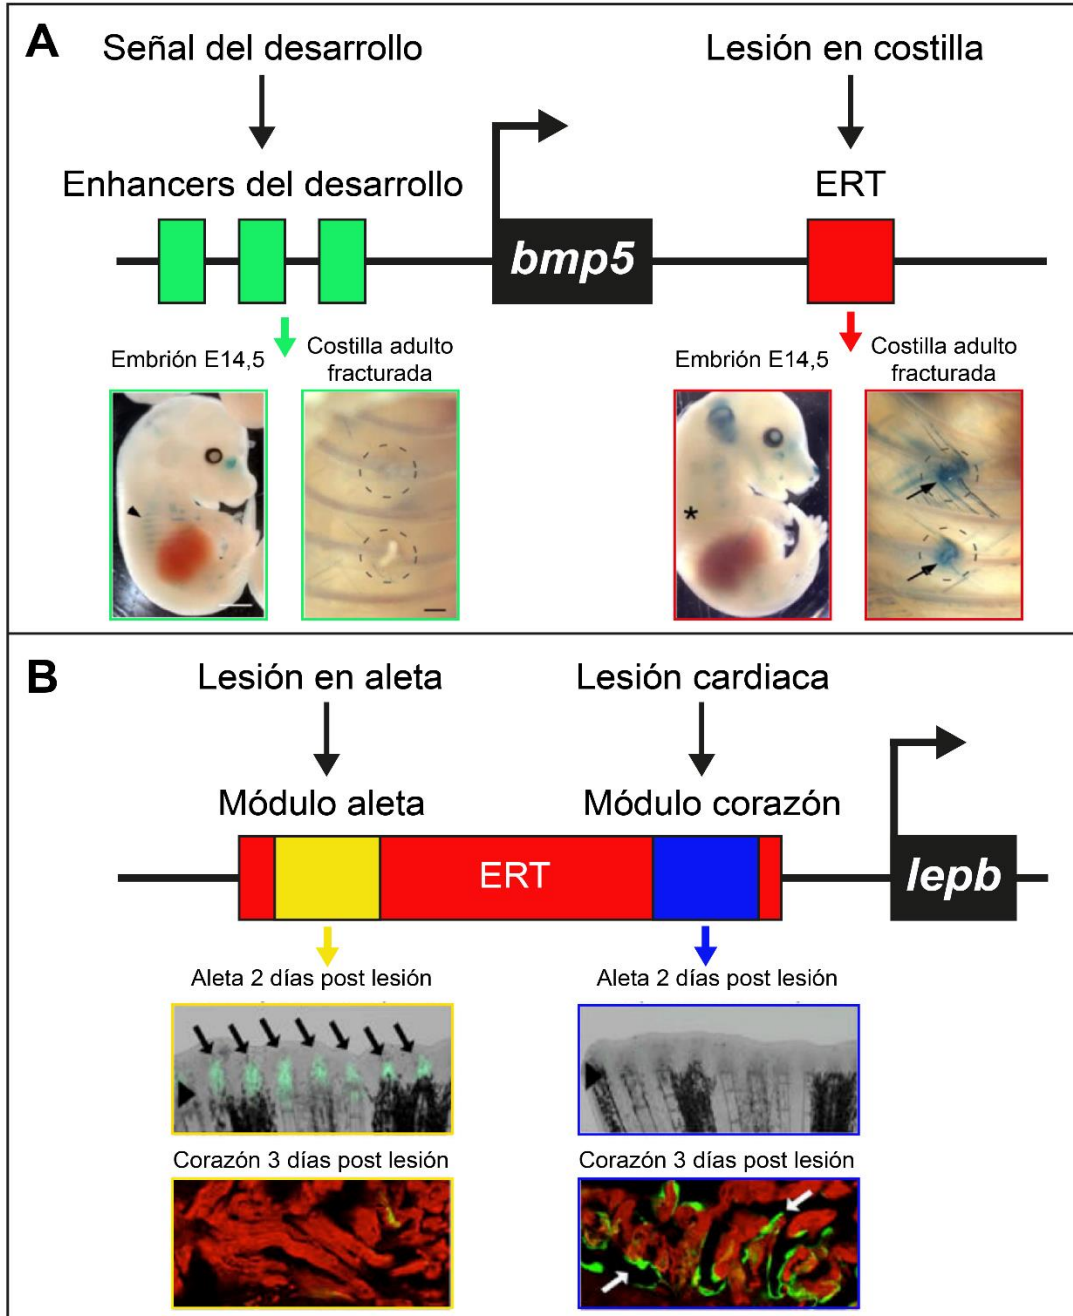 A
Señal del desarrollo
Lesión en costilla
Enhancers del desarrollo
ERT
bmp5
Embrión E14,5
Costilla adulto
fracturada
Embrión E14,5
Costilla adulto
fracturada
*
B
Lesión en aleta
Lesión cardiaca
Módulo aleta
Módulo corazón
ERT
lepb
Aleta 2 días post lesión
Aleta 2 días post lesión
Corazón 3 días post lesión
Corazón 3 días post lesión